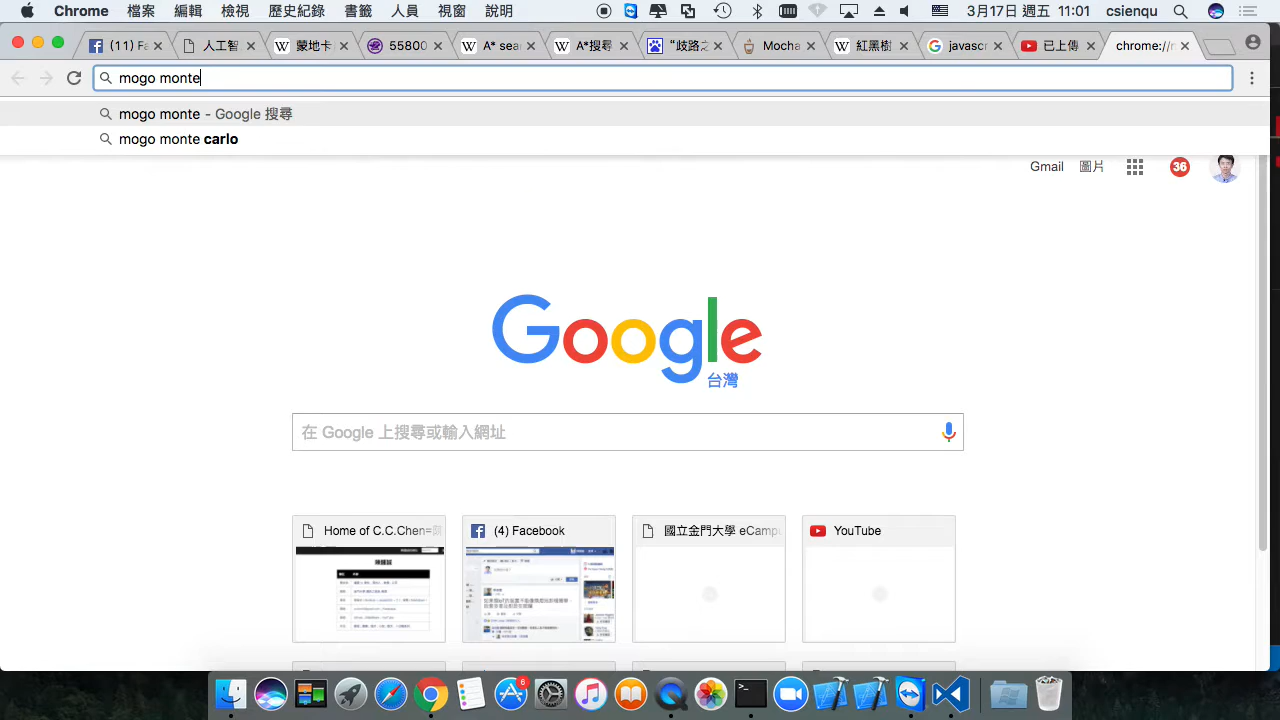 Chrome 檔案 編輯 檢視 歷史紀錄 書籤 人員 視窗 說明 3月17日 週五 11:01 csienqu
(11) Fa 人工智 蒙地卡 55800 A* sea A*搜尋 “歧路之 Mocha 紅黑樹 javascr 已上傳 chrome://n
mogo monte
mogo monte - Google 搜尋
mogo monte carlo
Gmail 圖片 36
Google
台灣
在 Google 上搜尋或輸入網址
Home of C.C.Chen= (4) Facebook 國立金門大學 eCampu YouTube
6